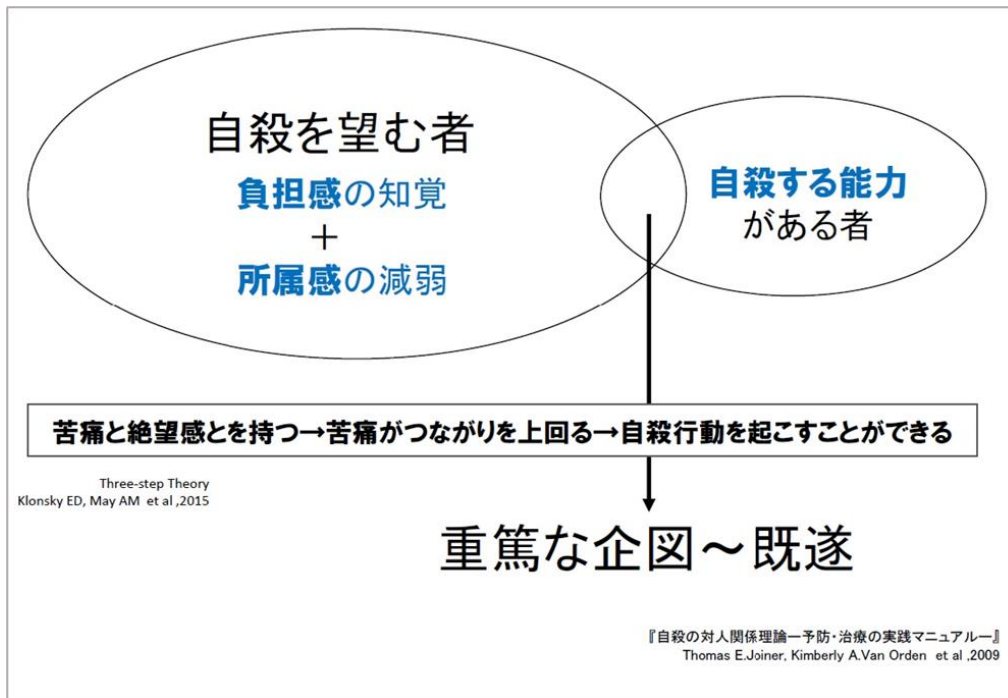 自殺を望む者
負担感の知覚
+
所属感の減弱
自殺する能力
がある者
苦痛と絶望感とを持つ→苦痛がつながりを上回る→自殺行動を起こすことができる
Three-step Theory
Klonsky ED, May AM et al ,2015
重篤な企図～既遂
『自殺の対人関係理論ー予防・治療の実践マニュアルー』
Thomas E.Joiner, Kimberly A.Van Orden et al ,2009